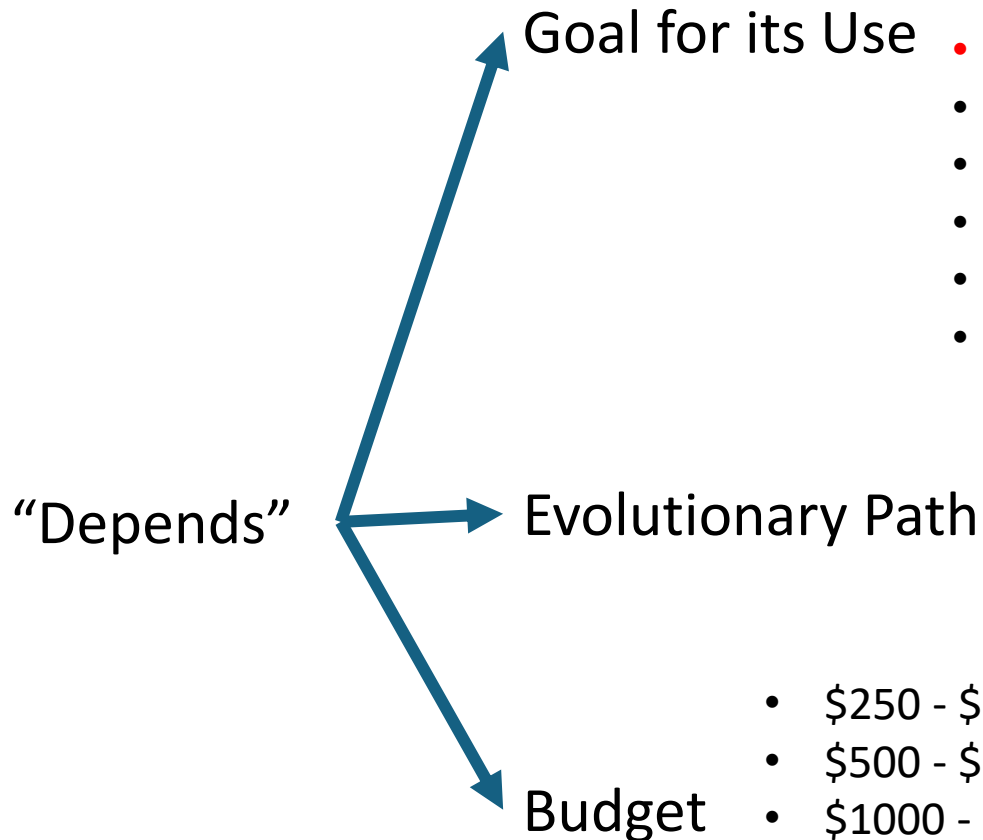 Goal for its Use •
•
•
•
•
•
“Depends”
Evolutionary Path
• $250 - $
• $500 - $
Budget
• $1000 -